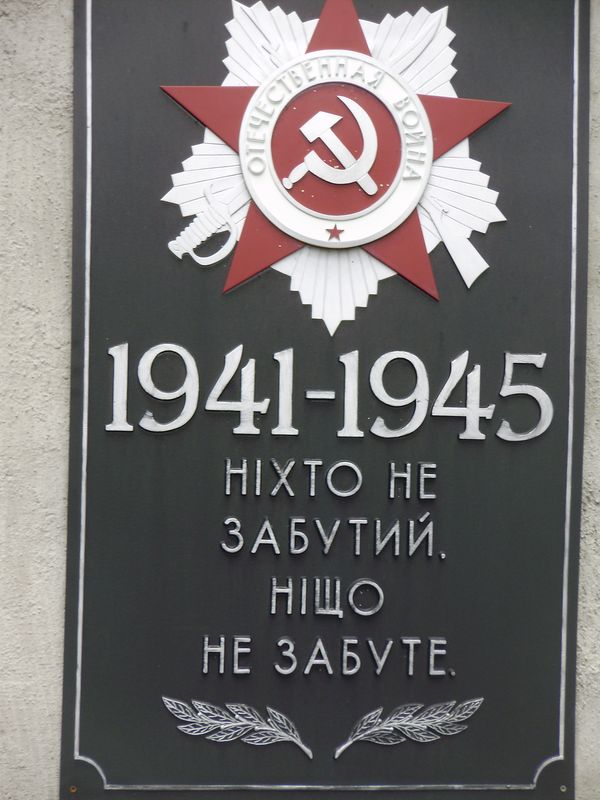 ОТЕЧЕСТВЕННАЯ ВОЙНА
1941-1945
НІХТО НЕ
ЗАБУТИЙ.
НІЩО
НЕ ЗАБУТЕ.